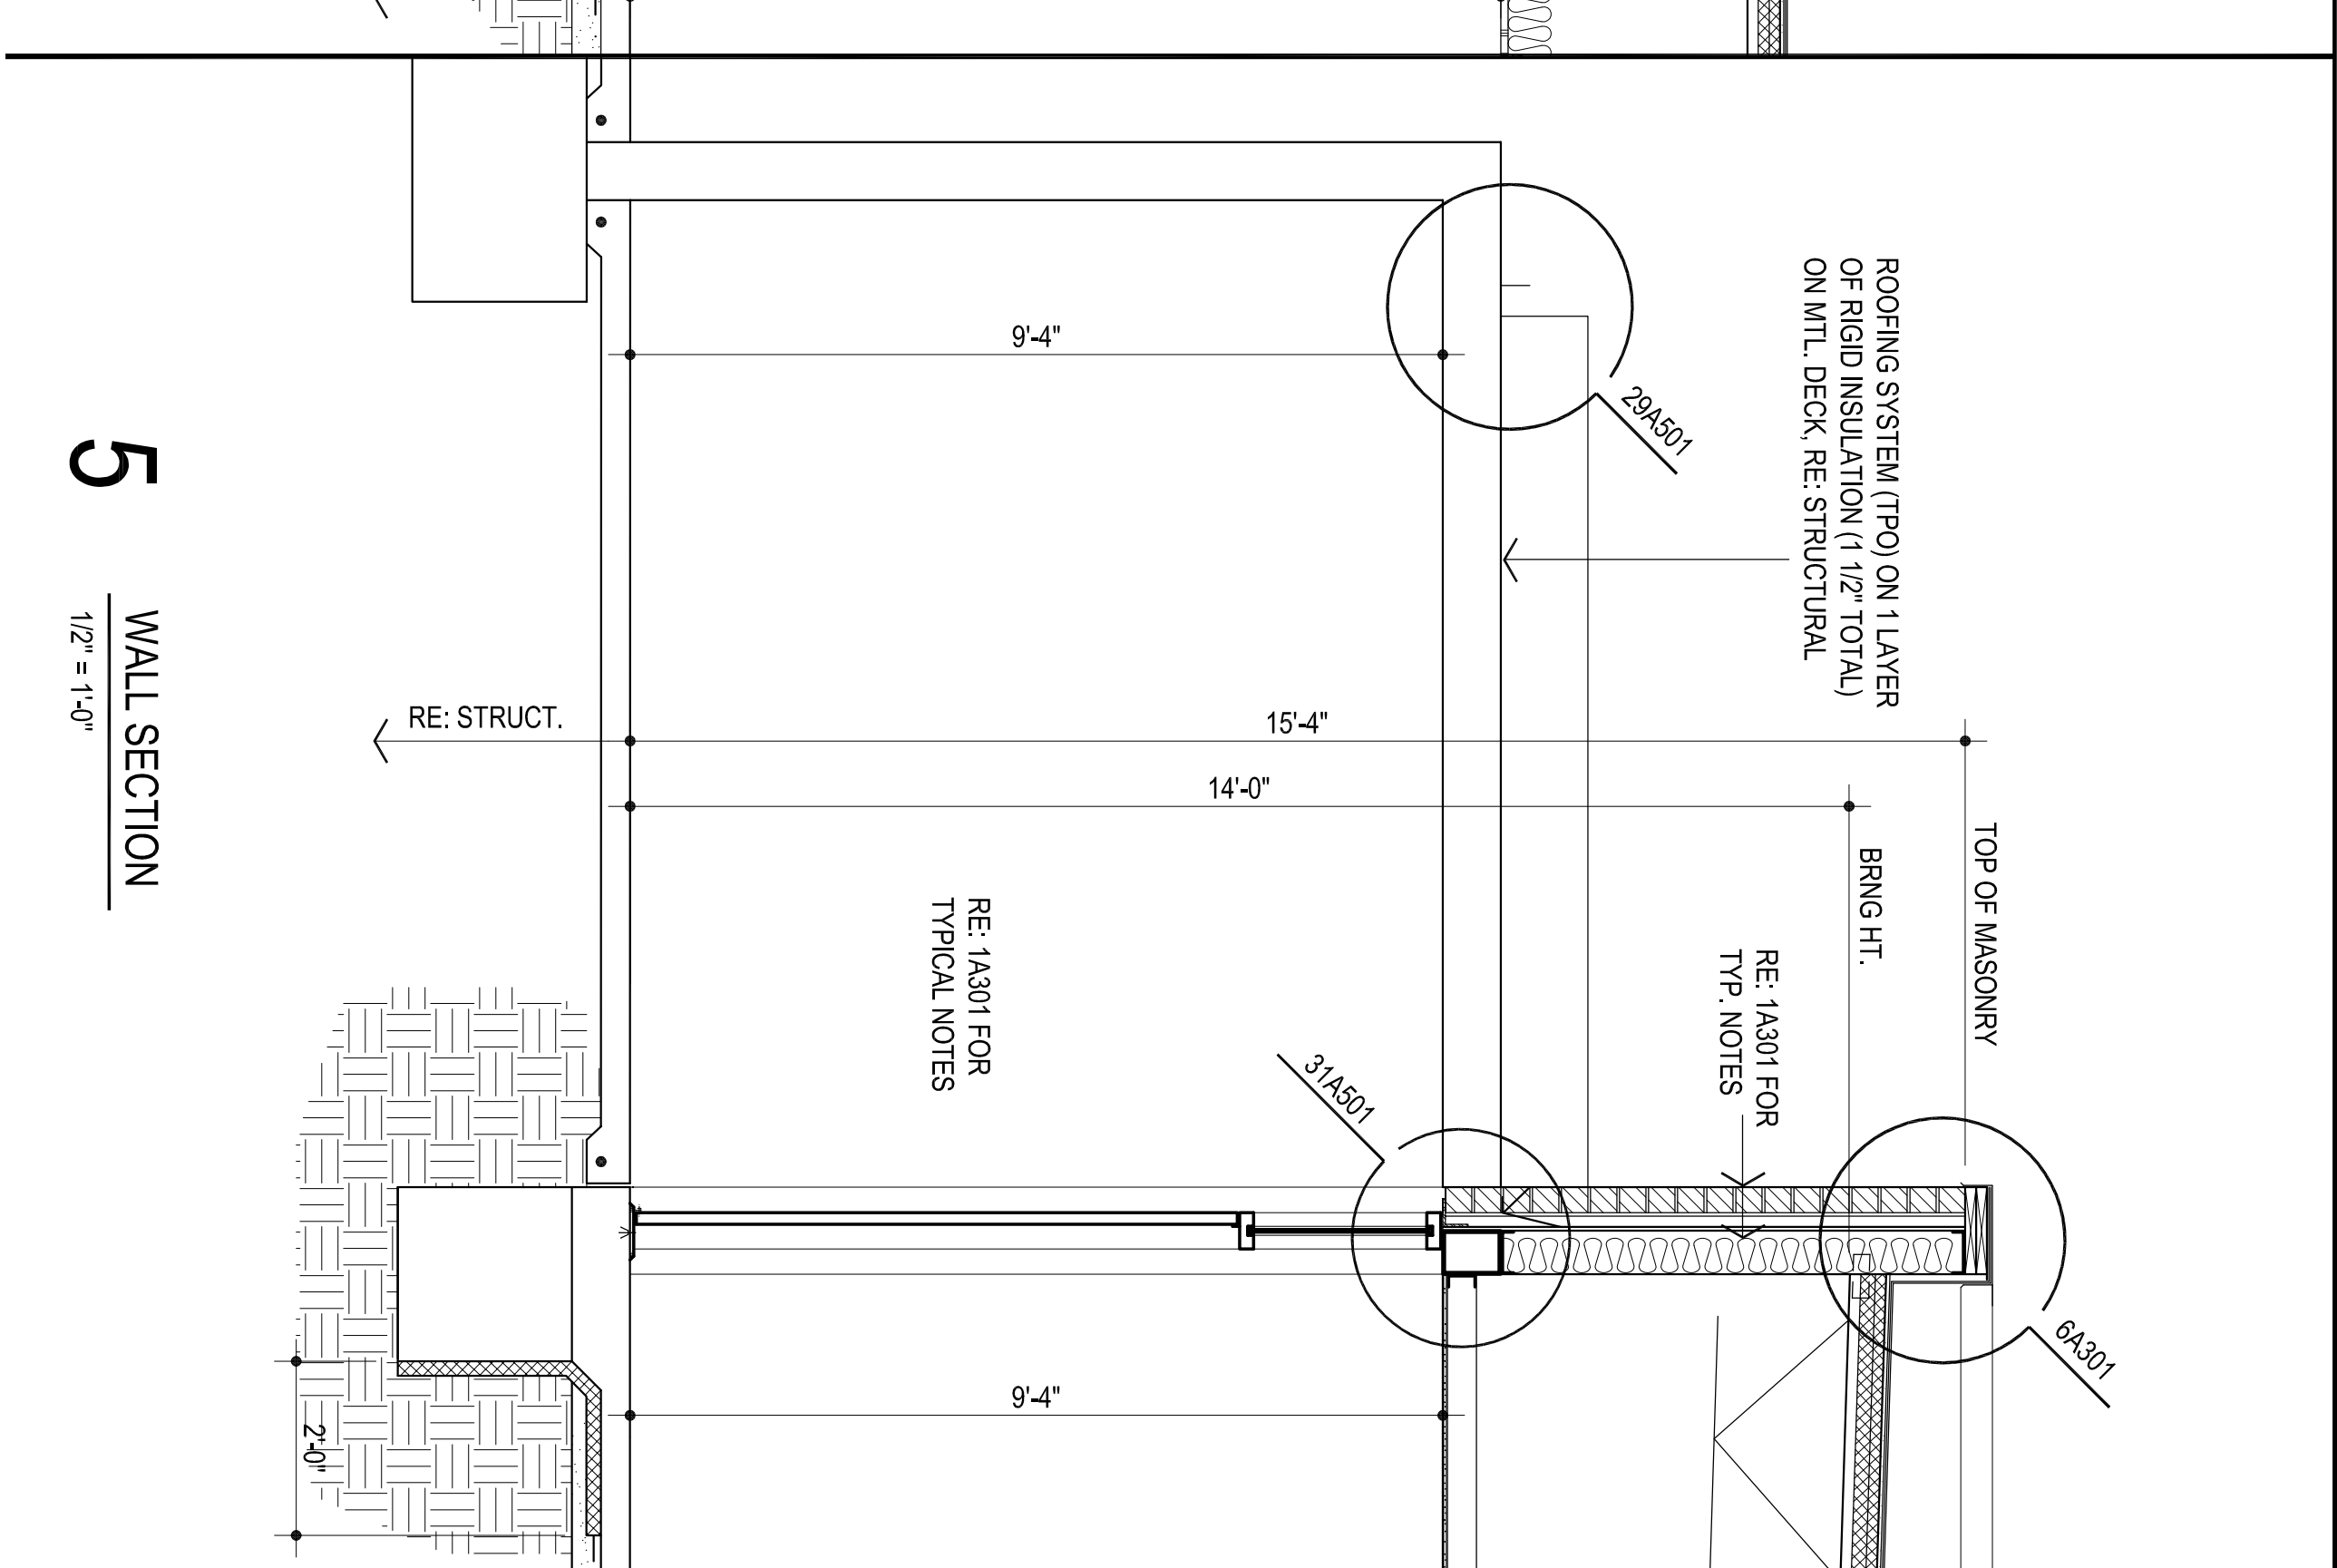 ROOFING SYSTEM (TPO) ON 1 LAYER
OF RIGID INSULATION (1 1/2" TOTAL)
ON MTL. DECK, RE: STRUCTURAL
29A501
9'-4"
TOP OF MASONRY
BRNG HT.
15'-4"
14'-0"
RE: STRUCT.
RE: 1A301 FOR
TYP. NOTES
RE: 1A301 FOR
TYPICAL NOTES
31A501
6A301
9'-4"
2'-0"
5
WALL SECTION
1/2" = 1'-0"